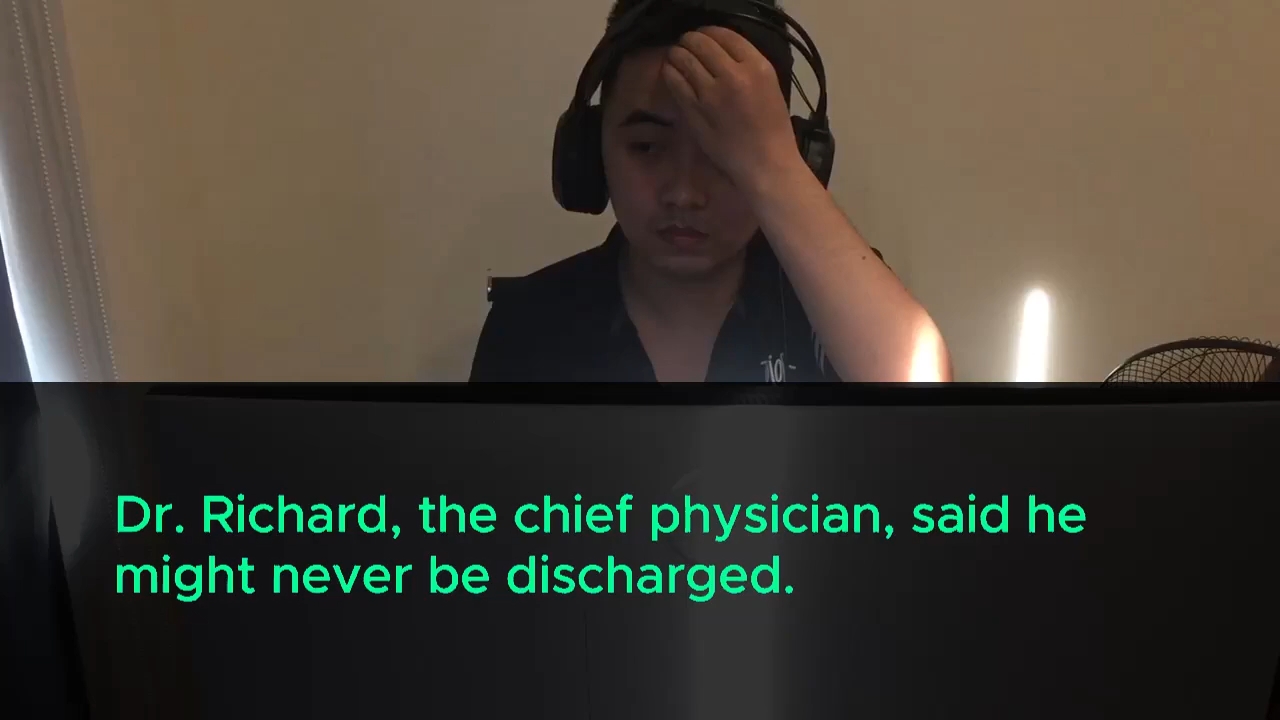 Dr. Richard, the chief physician, said he
might never be discharged.